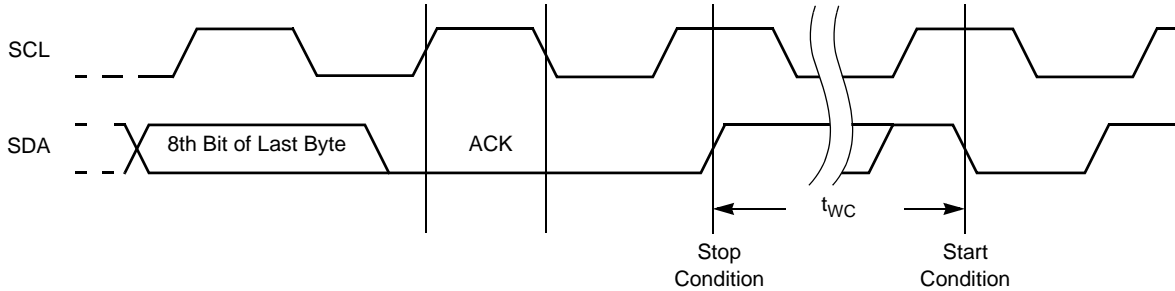 SCL
SDA
8th Bit of Last Byte
ACK
tWC
Stop
Condition
Start
Condition